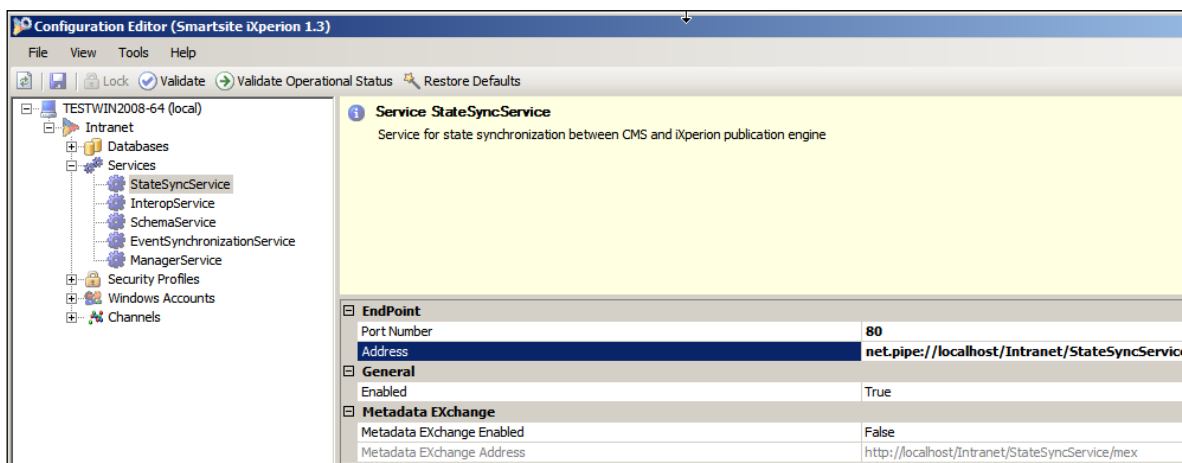 Configuration Editor (Smartsite iXperion 1.3)
File View Tools Help
Lock Validate Validate Operational Status Restore Defaults
TESTWIN2008-64 (local)
Intranet
Databases
Services
StateSyncService
InteropService
SchemaService
EventSynchronizationService
ManagerService
Security Profiles
Windows Accounts
Channels
Service StateSyncService
Service for state synchronization between CMS and iXperion publication engine
EndPoint
Port Number 80
Address net.pipe://localhost/Intranet/StateSyncService
General
Enabled True
Metadata EXchange
Metadata EXchange Enabled False
Metadata EXchange Address http://localhost/Intranet/StateSyncService/mex